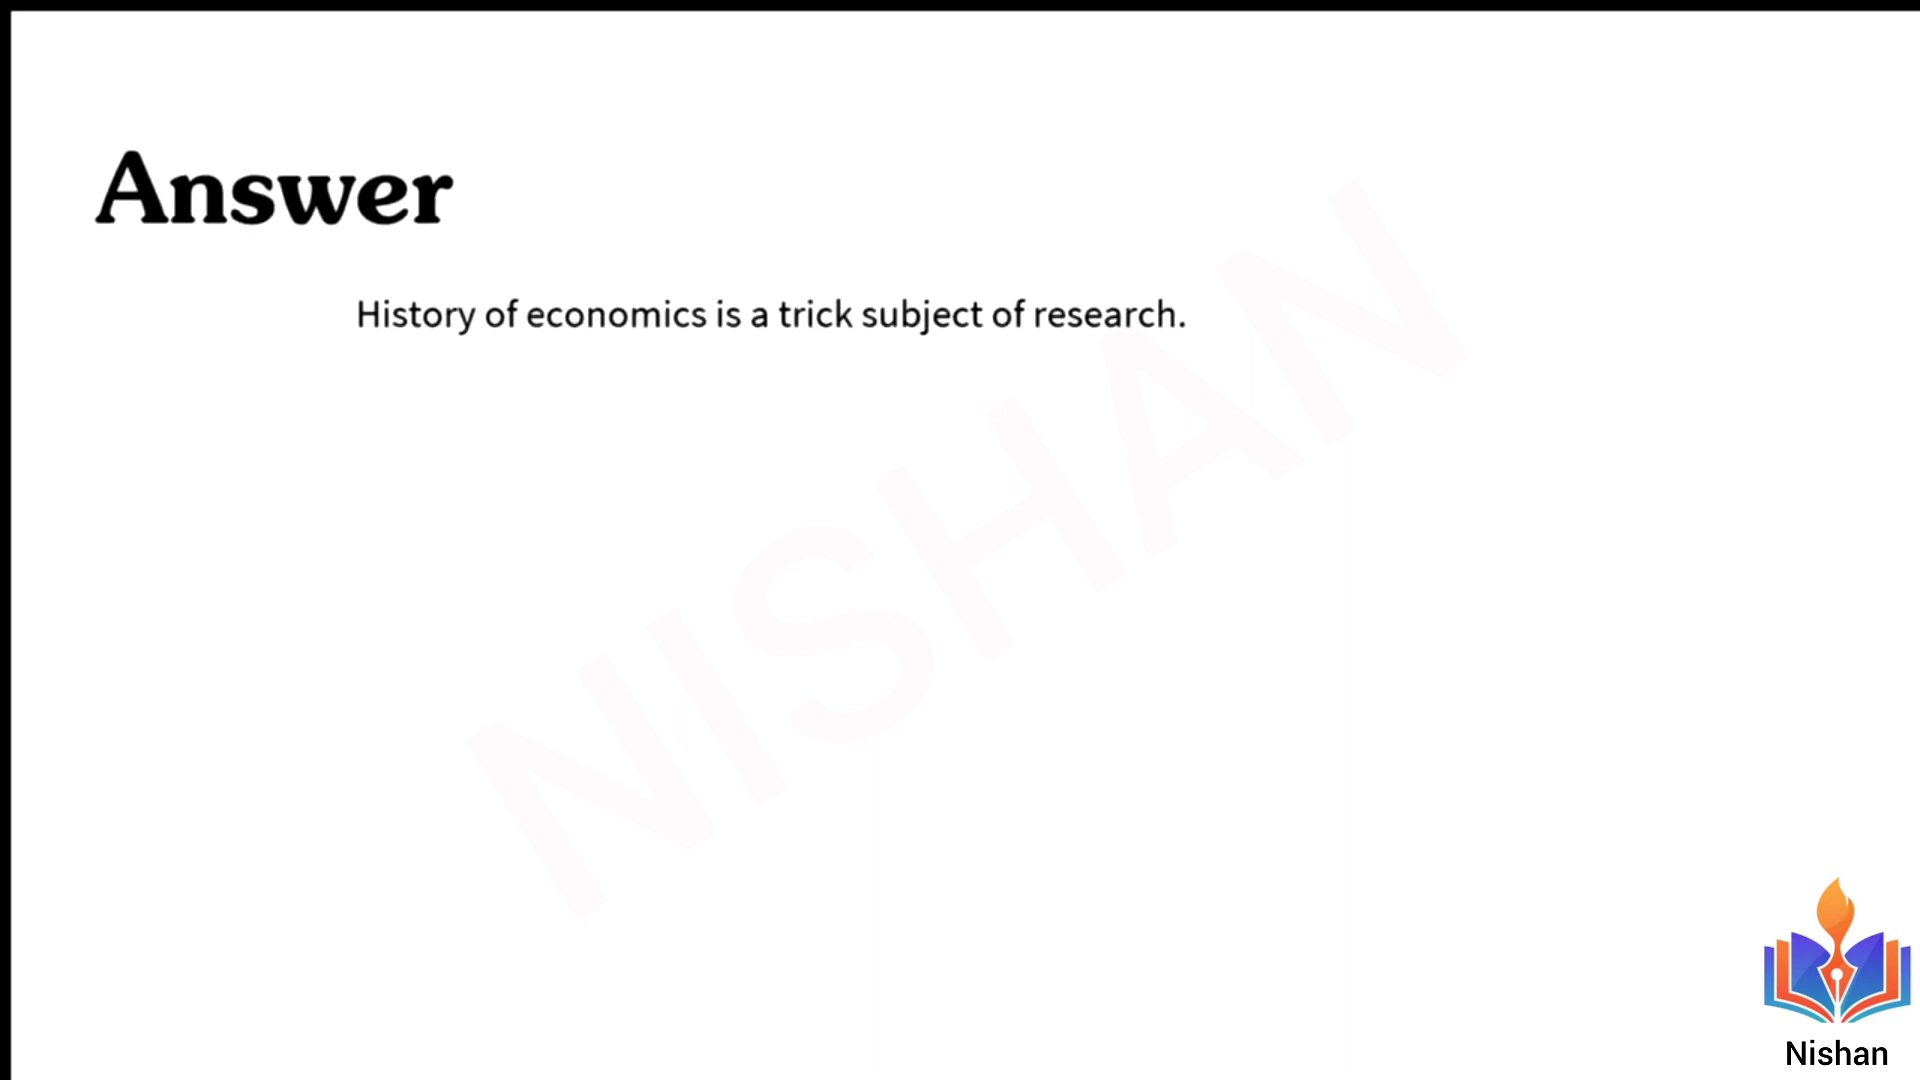 Answer
History of economics is a trick subject of research.
NISHAN
Nishan